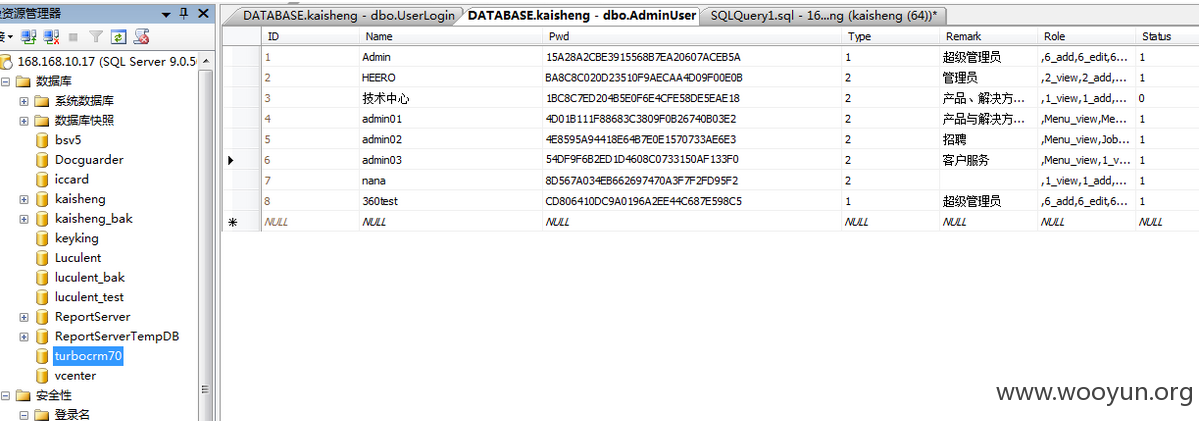 资源管理器
DATABASE.kaisheng - dbo.UserLogin DATABASE.kaisheng - dbo.AdminUser SQLQuery1.sql - 16...ng (kaisheng (64))*
接
168.168.10.17 (SQL Server 9.0.5
数据库
系统数据库
数据库快照
bsv5
Docguarder
iccard
kaisheng
kaisheng_bak
keyking
Luculent
luculent_bak
luculent_test
ReportServer
ReportServerTempDB
turbocrm70
vcenter
安全性
登录名
ID Name Pwd Type Remark Role Status
1 Admin 15A28A2CBE3915568B7EA20607ACEB5A 1 超级管理员 ,6_add,6_edit,6... 1
2 HEERO BA8C8C020D23510F9AECAA4D09F00E0B 2 管理员 ,2_view,2_add,... 1
3 技术中心 1BC8C7ED204B5E0F6E4CFE58DE5EAE18 2 产品、解决方... ,1_view,1_add,... 0
4 admin01 4D01B111F88683C3809F0B26740B03E2 2 产品与解决方... ,Menu_view,Me... 1
5 admin02 4E8595A94418E64B7E0E1570733AE6E3 2 招聘 ,Menu_view,Job... 1
6 admin03 54DF9F6B2ED1D4608C0733150AF133F0 2 客户服务 ,Menu_view,1_v... 1
7 nana 8D567A034EB662697470A3F7F2FD95F2 2 ,1_view,1_add,... 1
8 360test CD806410DC9A0196A2EE44C687E598C5 1 超级管理员 ,6_add,6_edit,6... 1
NULL NULL NULL NULL NULL NULL NULL
www.wooyun.org